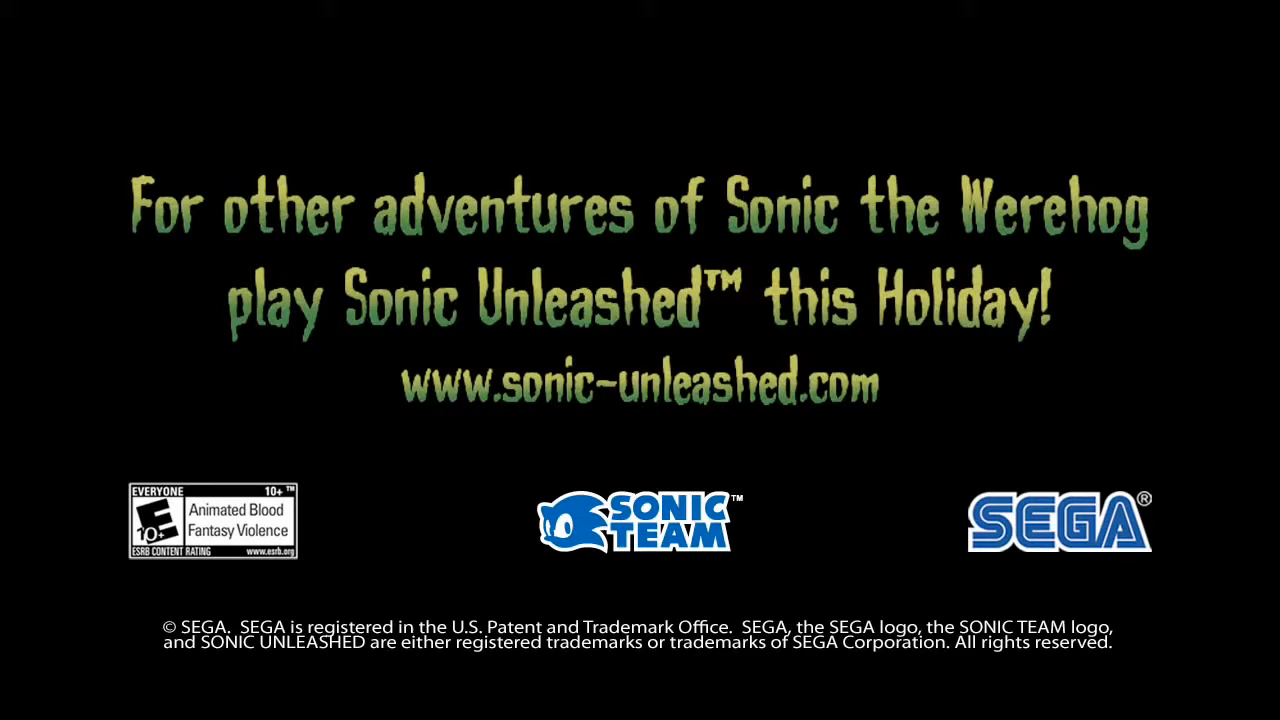 For other adventures of Sonic the Werehog
play Sonic Unleashed™ this Holiday!
www.sonic-unleashed.com
EVERYONE 10+ ™
E 10+
Animated Blood
Fantasy Violence
ESRB CONTENT RATING www.esrb.org
SONIC TEAM™
SEGA®
© SEGA. SEGA is registered in the U.S. Patent and Trademark Office. SEGA, the SEGA logo, the SONIC TEAM logo,
and SONIC UNLEASHED are either registered trademarks or trademarks of SEGA Corporation. All rights reserved.